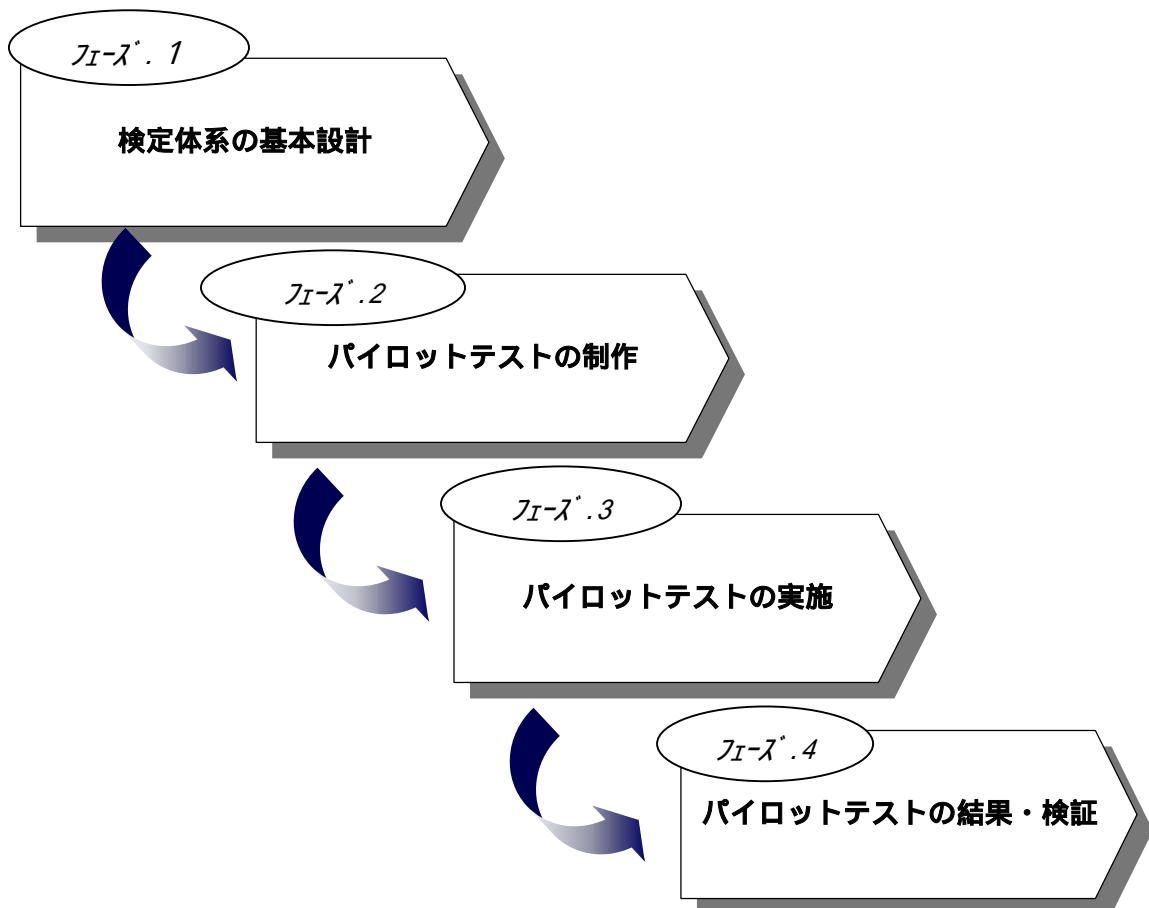 フェーズ．1
検定体系の基本設計
フェーズ.2
パイロットテストの制作
フェーズ.3
パイロットテストの実施
フェーズ.4
パイロットテストの結果・検証